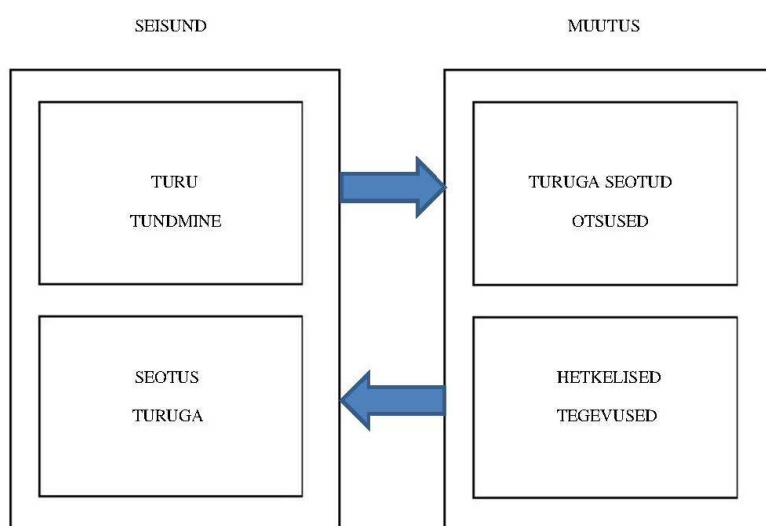 SEISUND
MUUTUS
TURU
TUNDMINE
TURUGA SEOTUD
OTSUSED
SEOTUS
TURUGA
HETKELISED
TEGEVUSED